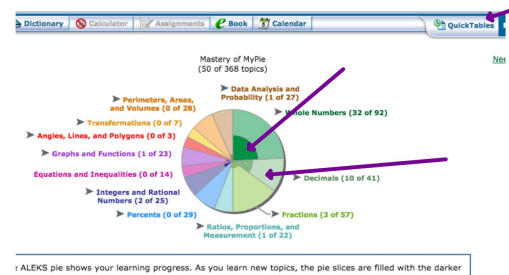 Dictionary Calculator Assignments e Book Calendar QuickTables
Mastery of MyPie
(50 of 368 topics)
Data Analysis and
Probability (1 of 27)
Whole Numbers (32 of 92)
Decimals (10 of 41)
Fractions (3 of 57)
Ratios, Proportions, and
Measurement (1 of 22)
Percents (0 of 29)
Integers and Rational
Numbers (2 of 25)
Equations and Inequalities (0 of 14)
Graphs and Functions (1 of 23)
Angles, Lines, and Polygons (0 of 3)
Transformations (0 of 7)
Perimeters, Areas,
and Volumes (0 of 28)
ALEKS pie shows your learning progress. As you learn new topics, the pie slices are filled with the darker